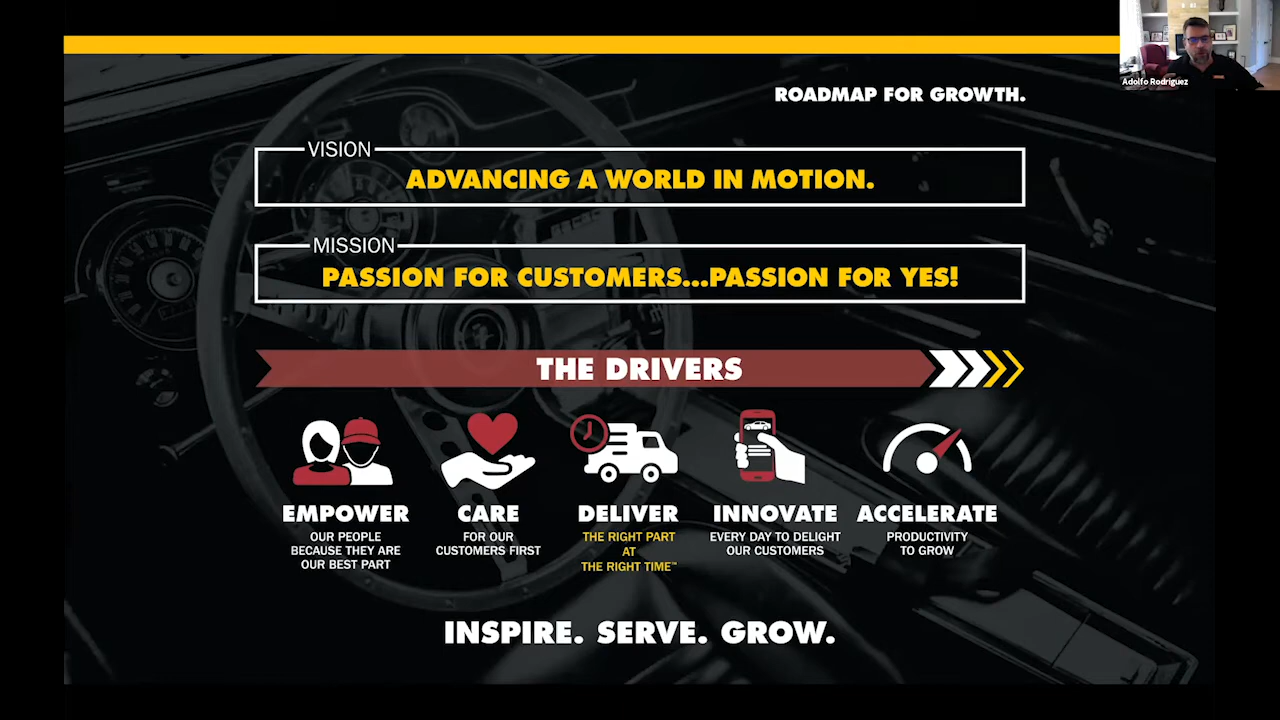 Adolfo Rodriguez
ROADMAP FOR GROWTH.
VISION
ADVANCING A WORLD IN MOTION.
MISSION
PASSION FOR CUSTOMERS...PASSION FOR YES!
THE DRIVERS
EMPOWER
OUR PEOPLE
BECAUSE THEY ARE
OUR BEST PART
CARE
FOR OUR
CUSTOMERS FIRST
DELIVER
THE RIGHT PART
AT
THE RIGHT TIME™
INNOVATE
EVERY DAY TO DELIGHT
OUR CUSTOMERS
ACCELERATE
PRODUCTIVITY
TO GROW
INSPIRE. SERVE. GROW.